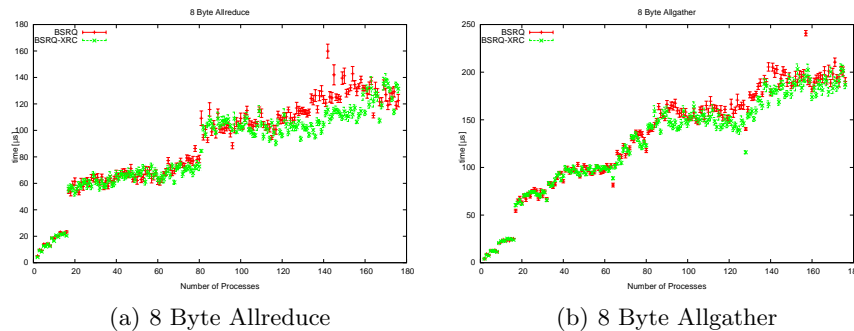 8 Byte Allreduce
BSRQ
BSRQ-XRC
180
160
140
120
100
80
60
40
20
0
time [µs]
0 20 40 60 80 100 120 140 160 180
Number of Processes
(a) 8 Byte Allreduce
8 Byte Allgather
BSRQ
BSRQ-XRC
250
200
150
100
50
0
time [µs]
0 20 40 60 80 100 120 140 160 180
Number of Processes
(b) 8 Byte Allgather